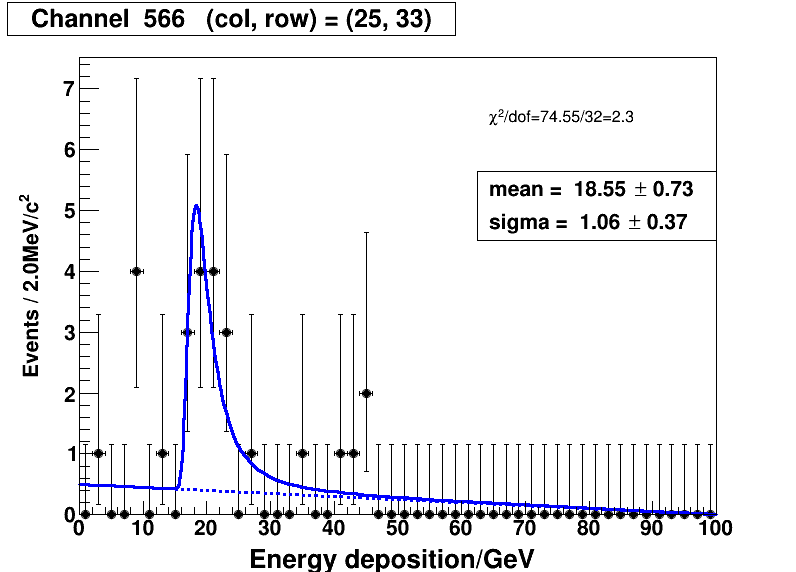 Channel 566 (col, row) = (25, 33)
χ²/dof=74.55/32=2.3
mean = 18.55 ± 0.73
sigma = 1.06 ± 0.37
Events / 2.0MeV/c²
7
6
5
4
3
2
1
0
0 10 20 30 40 50 60 70 80 90 100
Energy deposition/GeV